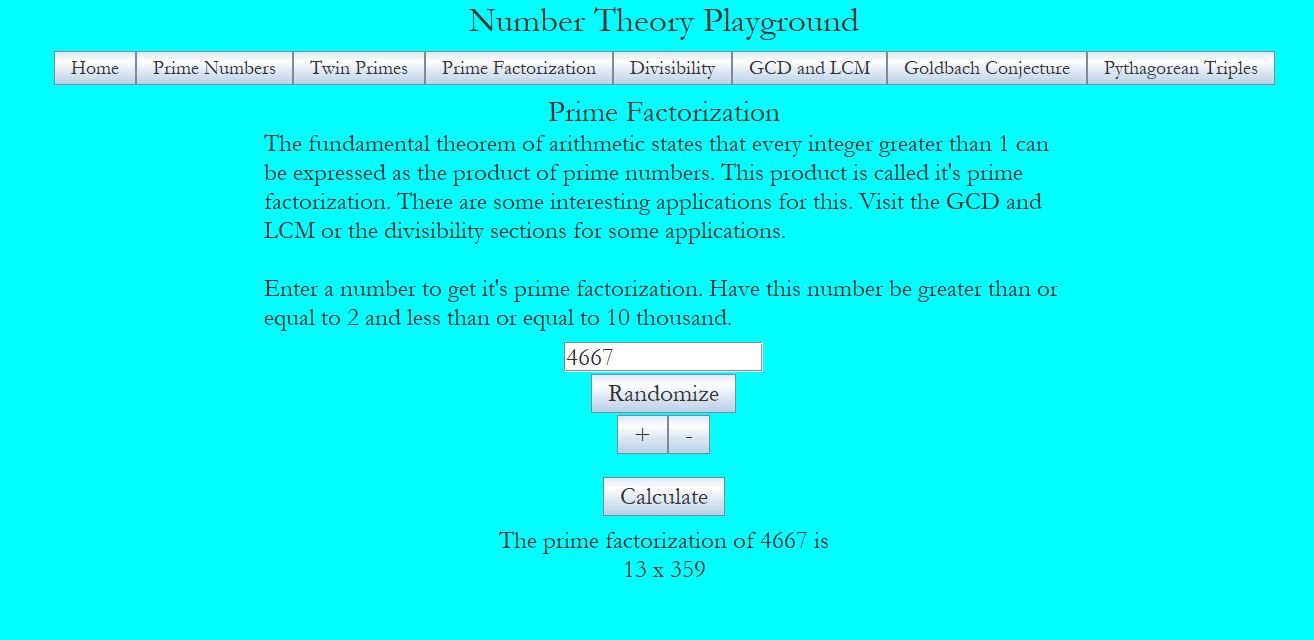 Number Theory Playground
Home Prime Numbers Twin Primes Prime Factorization Divisibility GCD and LCM Goldbach Conjecture Pythagorean Triples
Prime Factorization
The fundamental theorem of arithmetic states that every integer greater than 1 can
be expressed as the product of prime numbers. This product is called it's prime
factorization. There are some interesting applications for this. Visit the GCD and
LCM or the divisibility sections for some applications.
Enter a number to get it's prime factorization. Have this number be greater than or
equal to 2 and less than or equal to 10 thousand.
4667
Randomize
+ -
Calculate
The prime factorization of 4667 is
13 x 359